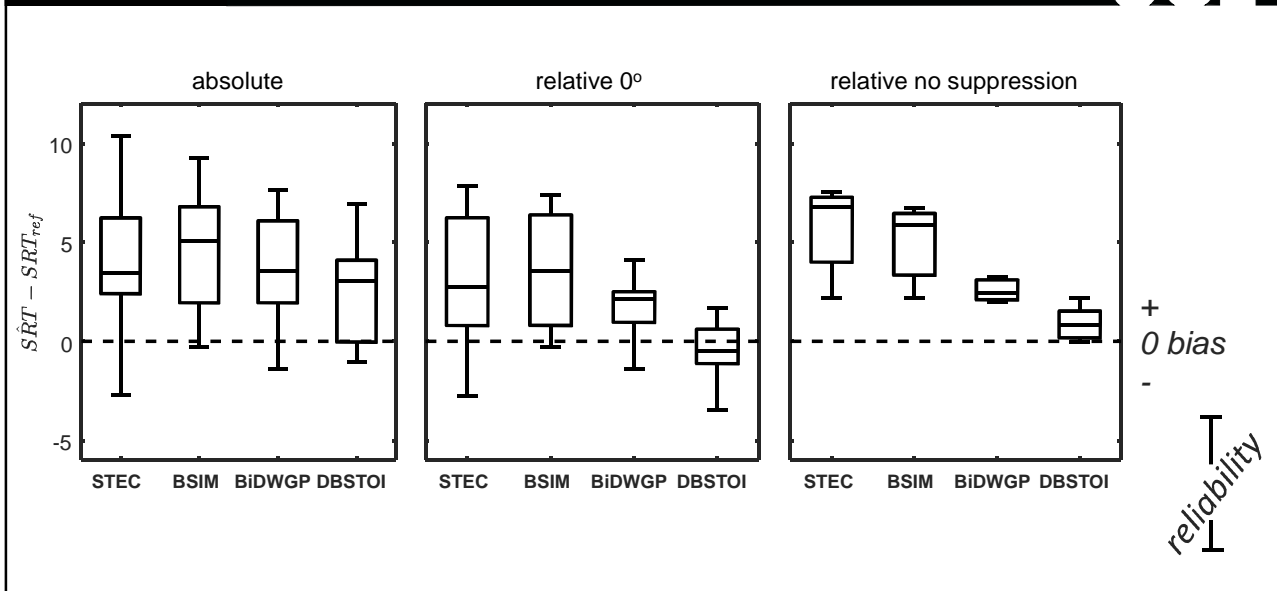 absolute
relative 0º
relative no suppression
10
5
0
-5
SR̂T − SRT_ref
STEC BSIM BiDWGP DBSTOI
STEC BSIM BiDWGP DBSTOI
STEC BSIM BiDWGP DBSTOI
+
0 bias
-
reliability